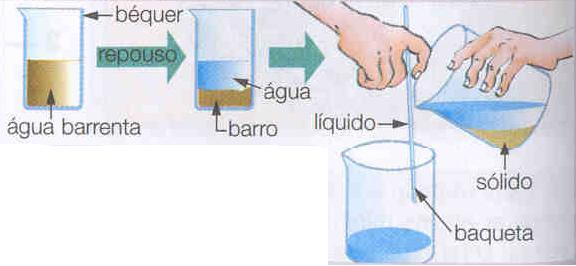 béquer
repouso
água
água barrenta
barro
líquido
sólido
baqueta